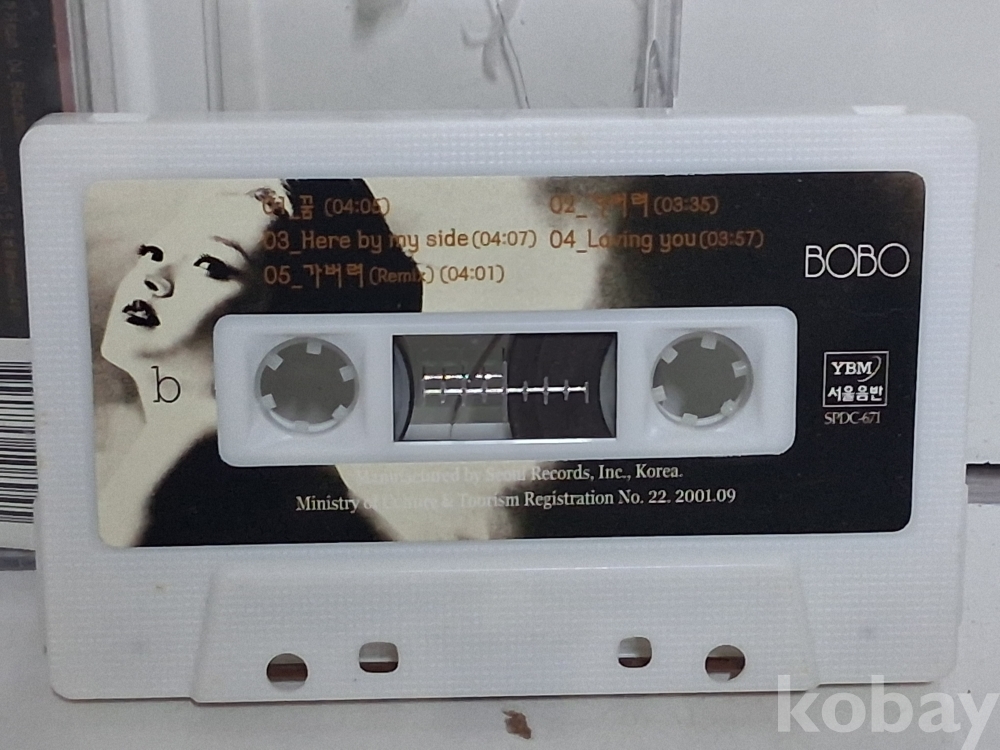 01_꿈 (04:05) 02_가버려(03:35)
03_Here by my side(04:07) 04_Loving you(03:57)
05_가버려(Remix) (04:01)
BOBO
b
YBM
서울음반
SPDC-671
Manufactured by Seoul Records, Inc., Korea.
Ministry of Culture & Tourism Registration No. 22. 2001.09
kobay